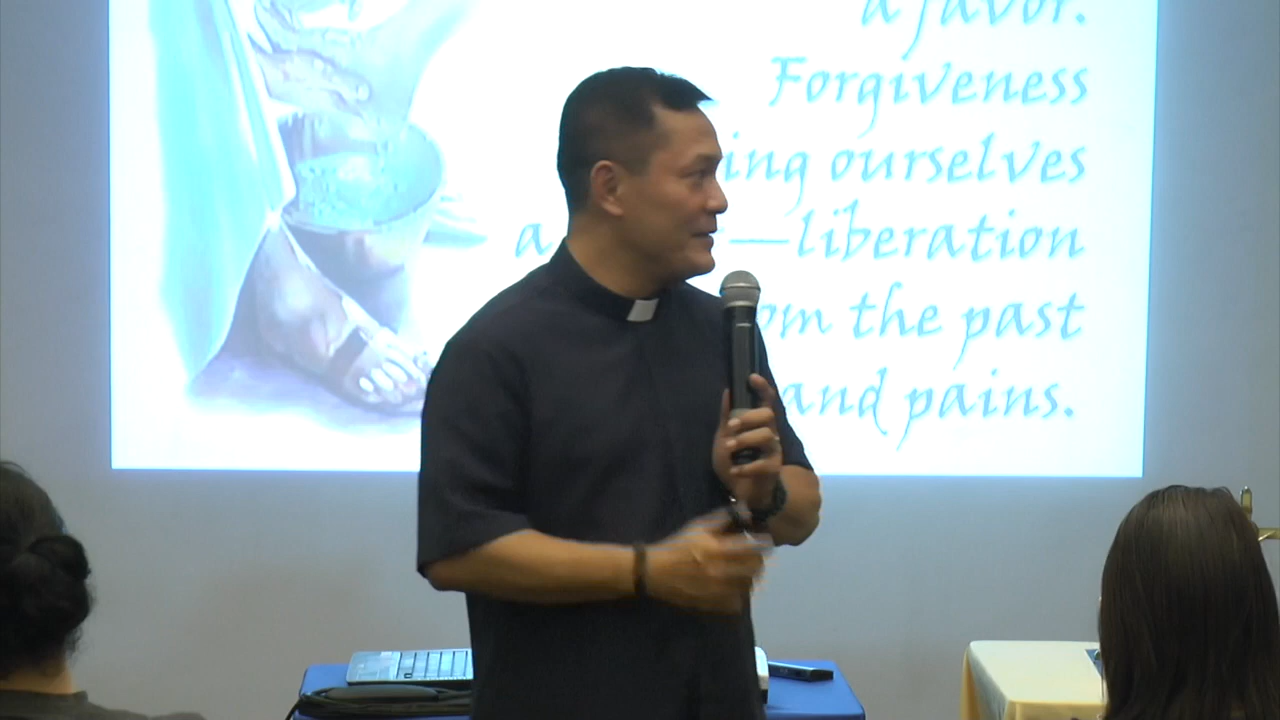 a favor.
Forgiveness
ing ourselves
a —liberation
om the past
and pains.